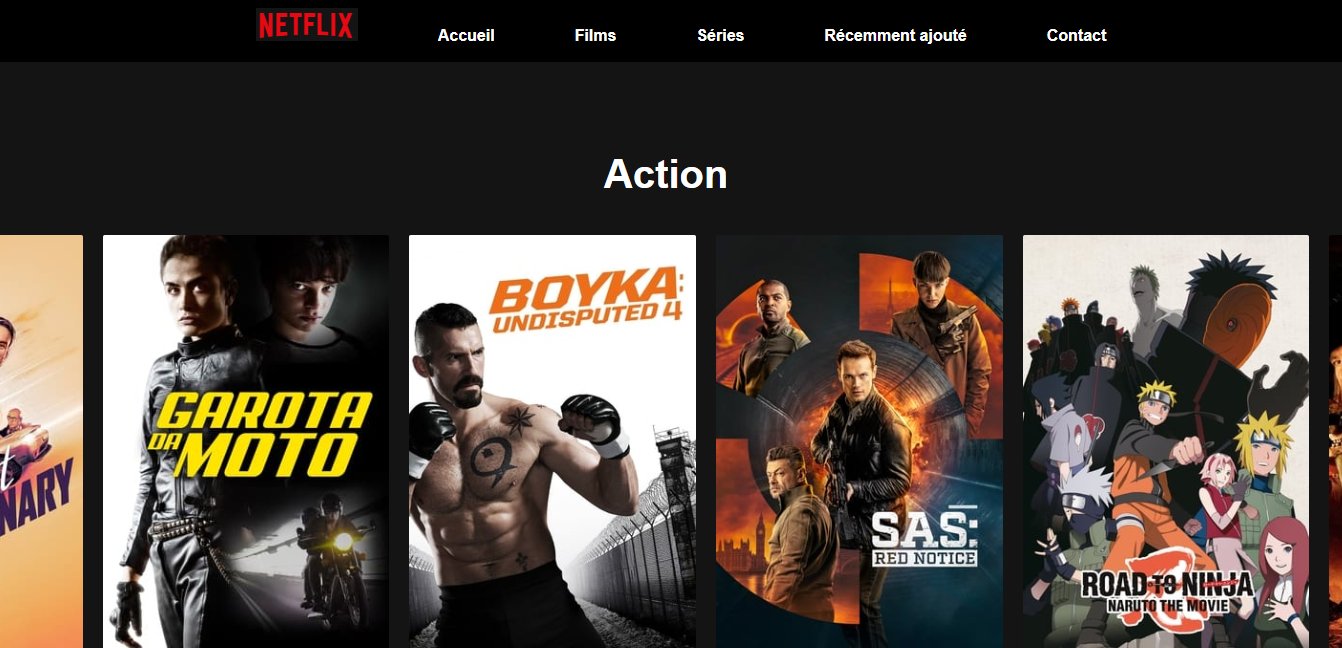 NETFLIX
Accueil
Films
Séries
Récemment ajouté
Contact
Action
NARY
GAROTA
DA MOTO
BOYKA:
UNDISPUTED 4
S.A.S:
RED NOTICE
ROAD TO NINJA
NARUTO THE MOVIE